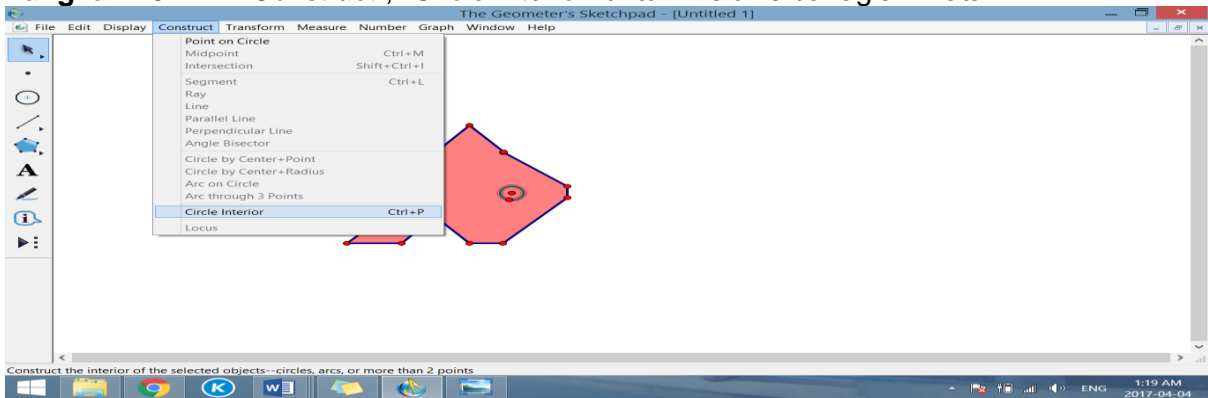 The Geometer's Sketchpad - [Untitled 1]
File Edit Display Construct Transform Measure Number Graph Window Help
Point on Circle
Midpoint Ctrl+M
Intersection Shift+Ctrl+I
Segment Ctrl+L
Ray
Line
Parallel Line
Perpendicular Line
Angle Bisector
Circle by Center+Point
Circle by Center+Radius
Arc on Circle
Arc through 3 Points
Circle Interior Ctrl+P
Locus
A
Construct the interior of the selected objects--circles, arcs, or more than 2 points
ENG
1:19 AM
2017-04-04